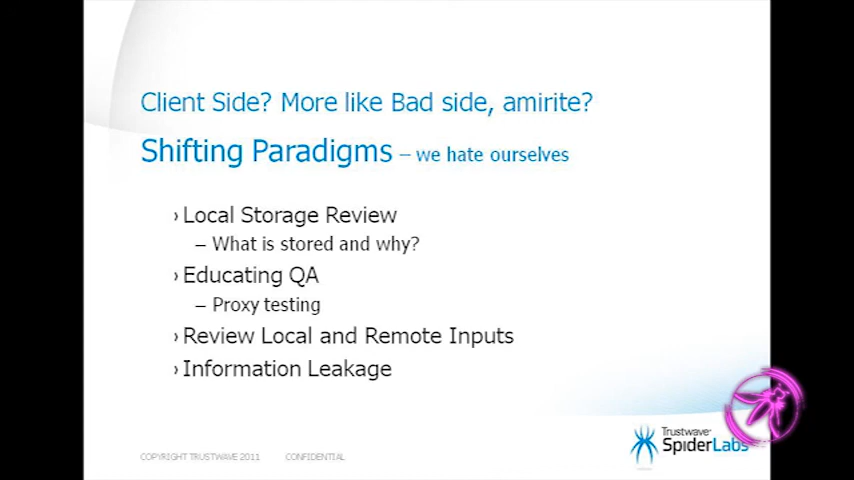 Client Side? More like Bad side, amirite?
Shifting Paradigms – we hate ourselves
› Local Storage Review
– What is stored and why?
› Educating QA
– Proxy testing
› Review Local and Remote Inputs
› Information Leakage
COPYRIGHT TRUSTWAVE 2011 CONFIDENTIAL
Trustwave®
SpiderLabs